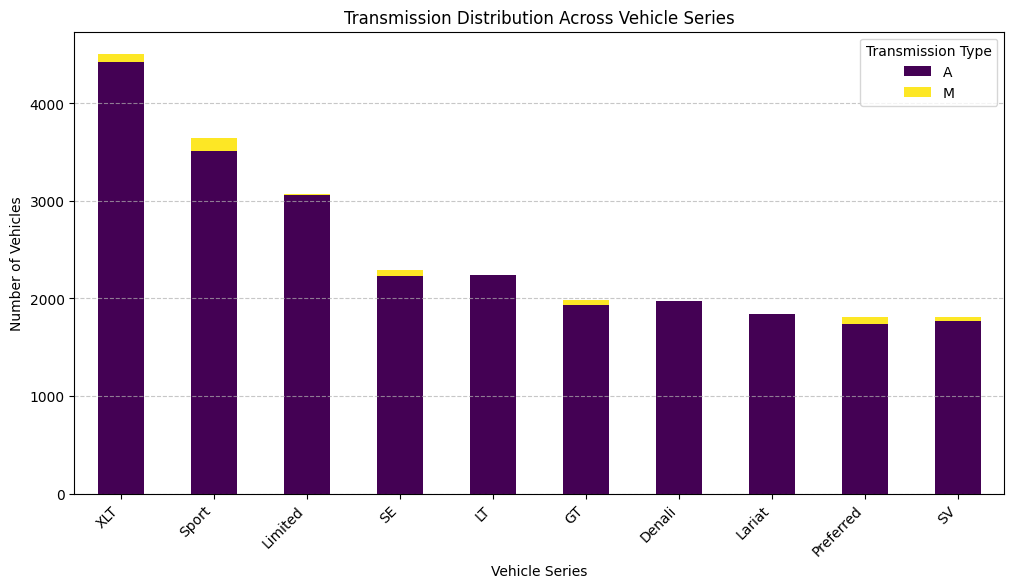 Transmission Distribution Across Vehicle Series
Transmission Type
A
M
Number of Vehicles
4000
3000
2000
1000
0
XLT
Sport
Limited
SE
LT
GT
Denali
Lariat
Preferred
SV
Vehicle Series